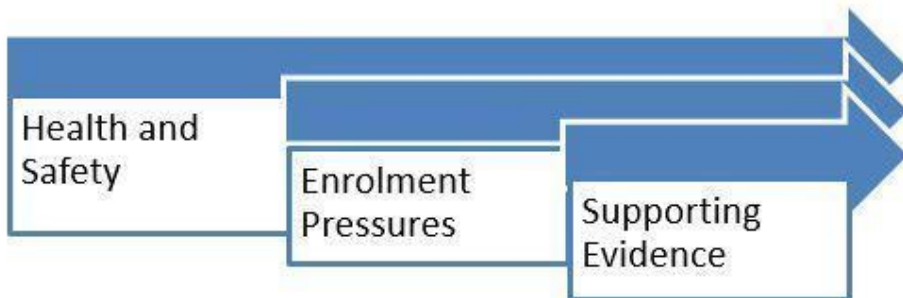 Health and
Safety
Enrolment
Pressures
Supporting
Evidence